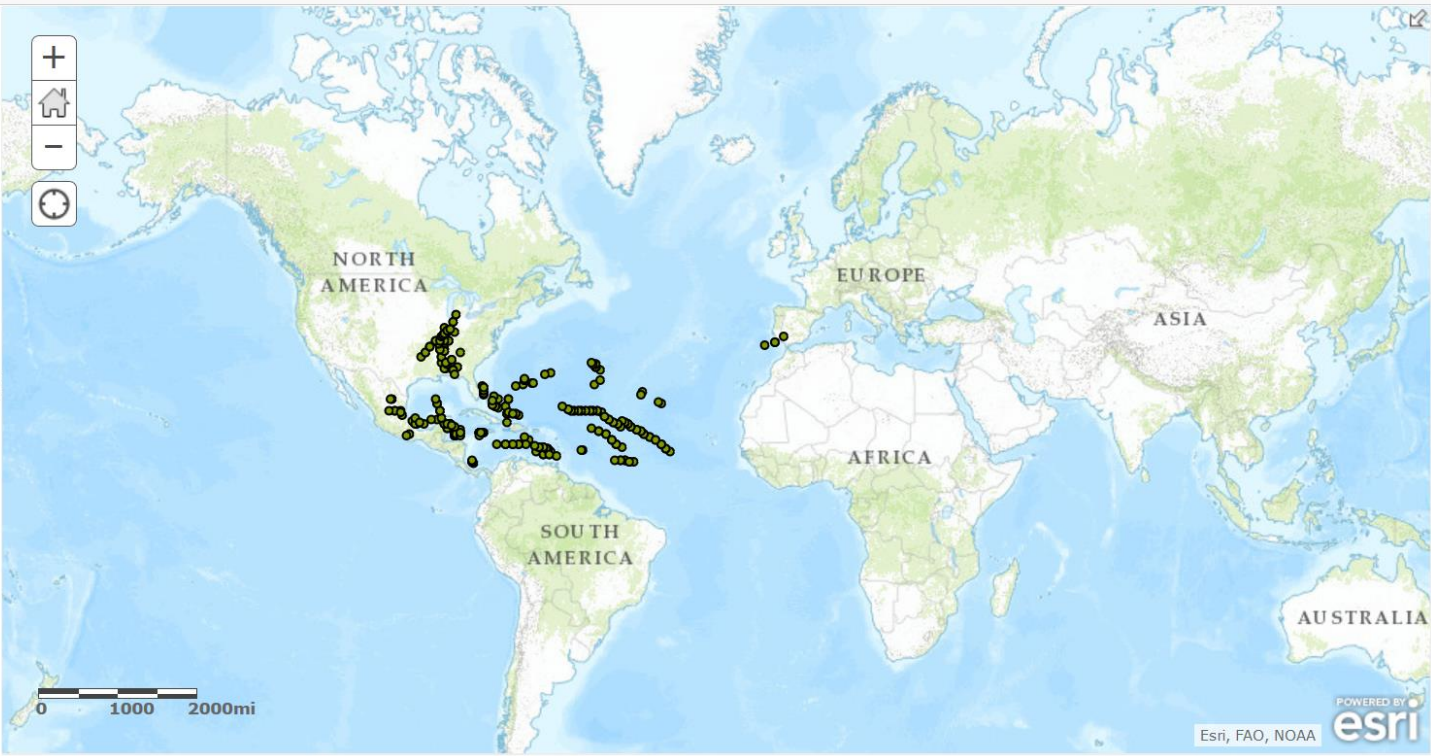 +
−
NORTH
AMERICA
EUROPE
ASIA
AFRICA
SOUTH
AMERICA
AUSTRALIA
0 1000 2000mi
Esri, FAO, NOAA
POWERED BY
esri